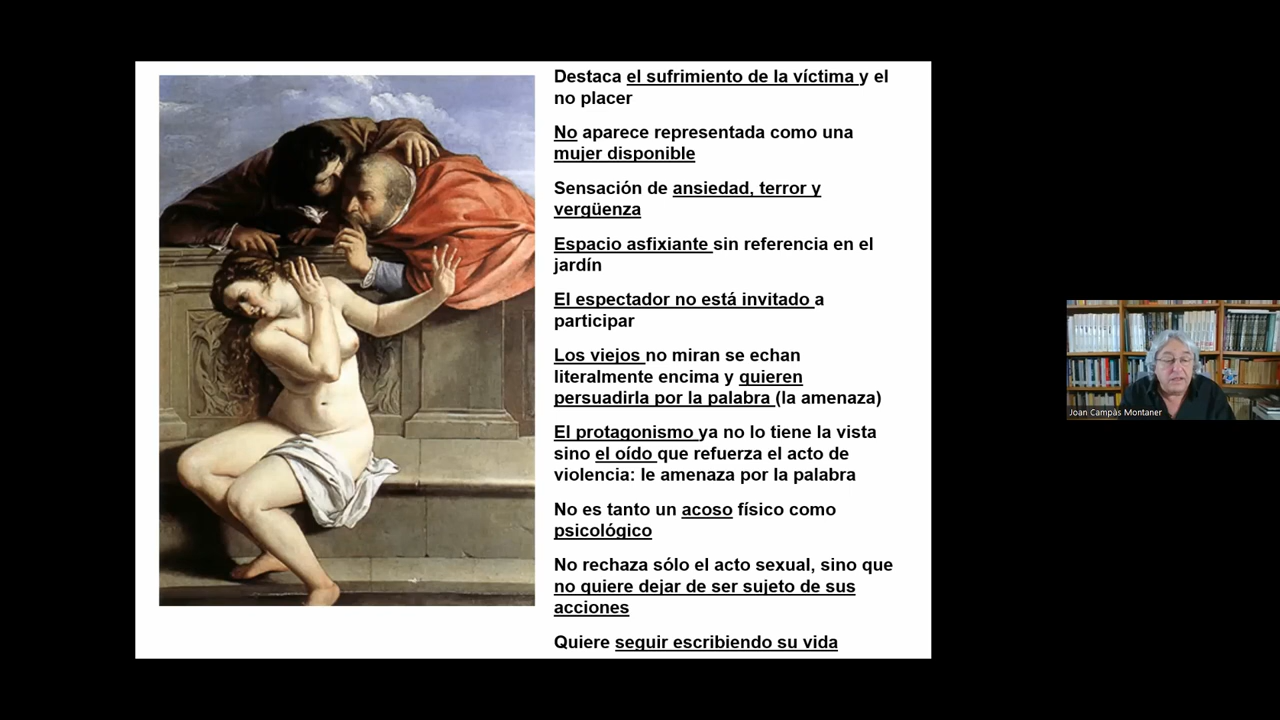 Destaca el sufrimiento de la víctima y el
no placer
No aparece representada como una
mujer disponible
Sensación de ansiedad, terror y
vergüenza
Espacio asfixiante sin referencia en el
jardín
El espectador no está invitado a
participar
Los viejos no miran se echan
literalmente encima y quieren
persuadirla por la palabra (la amenaza)
El protagonismo ya no lo tiene la vista
sino el oído que refuerza el acto de
violencia: le amenaza por la palabra
No es tanto un acoso físico como
psicológico
No rechaza sólo el acto sexual, sino que
no quiere dejar de ser sujeto de sus
acciones
Quiere seguir escribiendo su vida
Joan Campàs Montaner